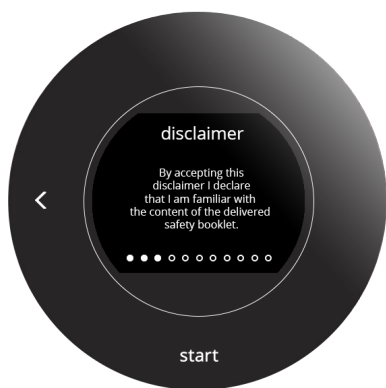 disclaimer
By accepting this
disclaimer I declare
that I am familiar with
the content of the delivered
safety booklet.
start